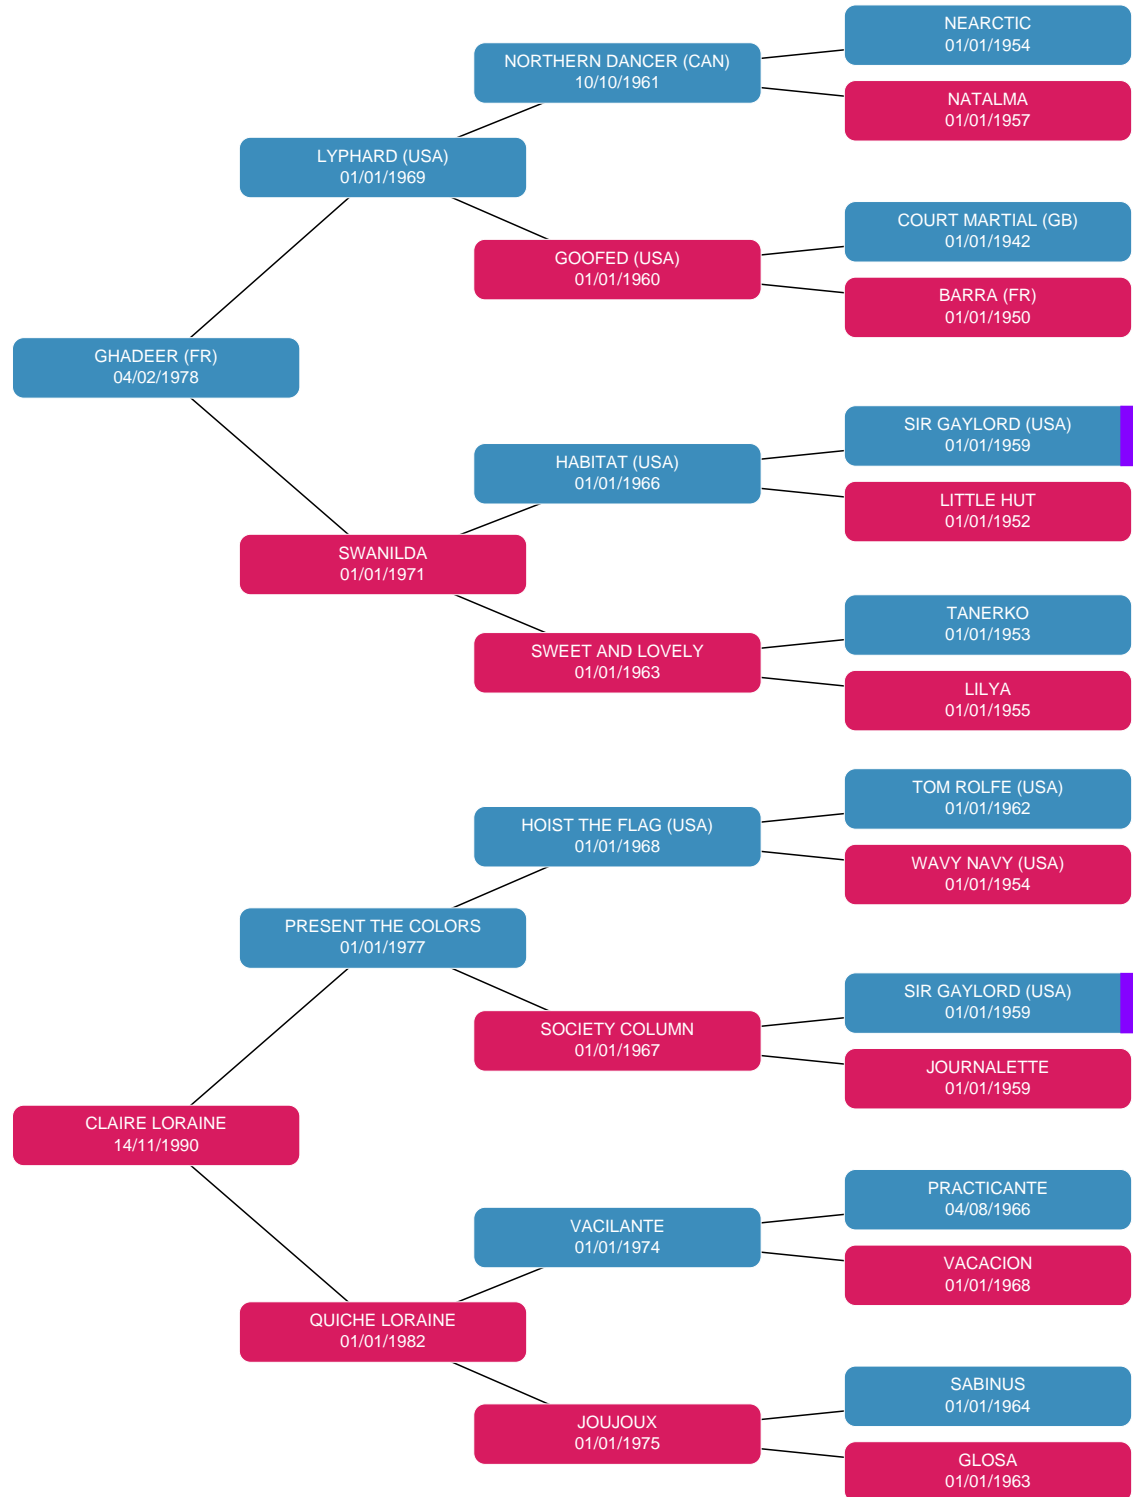 NEARCTIC
01/01/1954
NORTHERN DANCER (CAN)
10/10/1961
NATALMA
01/01/1957
LYPHARD (USA)
01/01/1969
COURT MARTIAL (GB)
01/01/1942
GOOFED (USA)
01/01/1960
BARRA (FR)
01/01/1950
GHADEER (FR)
04/02/1978
SIR GAYLORD (USA)
01/01/1959
HABITAT (USA)
01/01/1966
LITTLE HUT
01/01/1952
SWANILDA
01/01/1971
TANERKO
01/01/1953
SWEET AND LOVELY
01/01/1963
LILYA
01/01/1955
TOM ROLFE (USA)
01/01/1962
HOIST THE FLAG (USA)
01/01/1968
WAVY NAVY (USA)
01/01/1954
PRESENT THE COLORS
01/01/1977
SIR GAYLORD (USA)
01/01/1959
SOCIETY COLUMN
01/01/1967
JOURNALETTE
01/01/1959
CLAIRE LORAINE
14/11/1990
PRACTICANTE
04/08/1966
VACILANTE
01/01/1974
VACACION
01/01/1968
QUICHE LORAINE
01/01/1982
SABINUS
01/01/1964
JOUJOUX
01/01/1975
GLOSA
01/01/1963